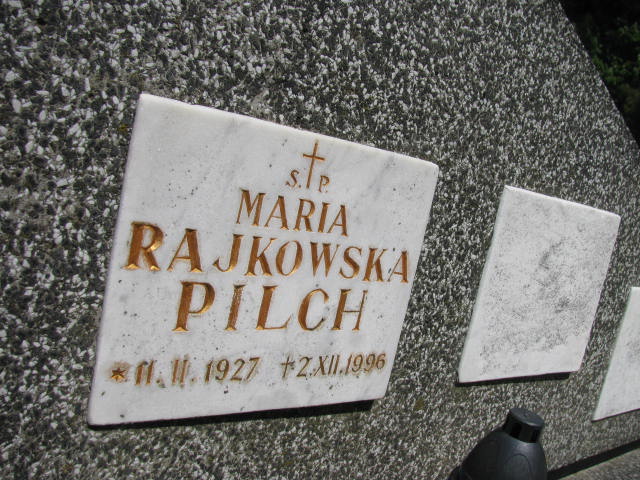 Ś. P.
MARIA
RAJKOWSKA
PILCH
* 11. II. 1927 † 2. XII. 1996